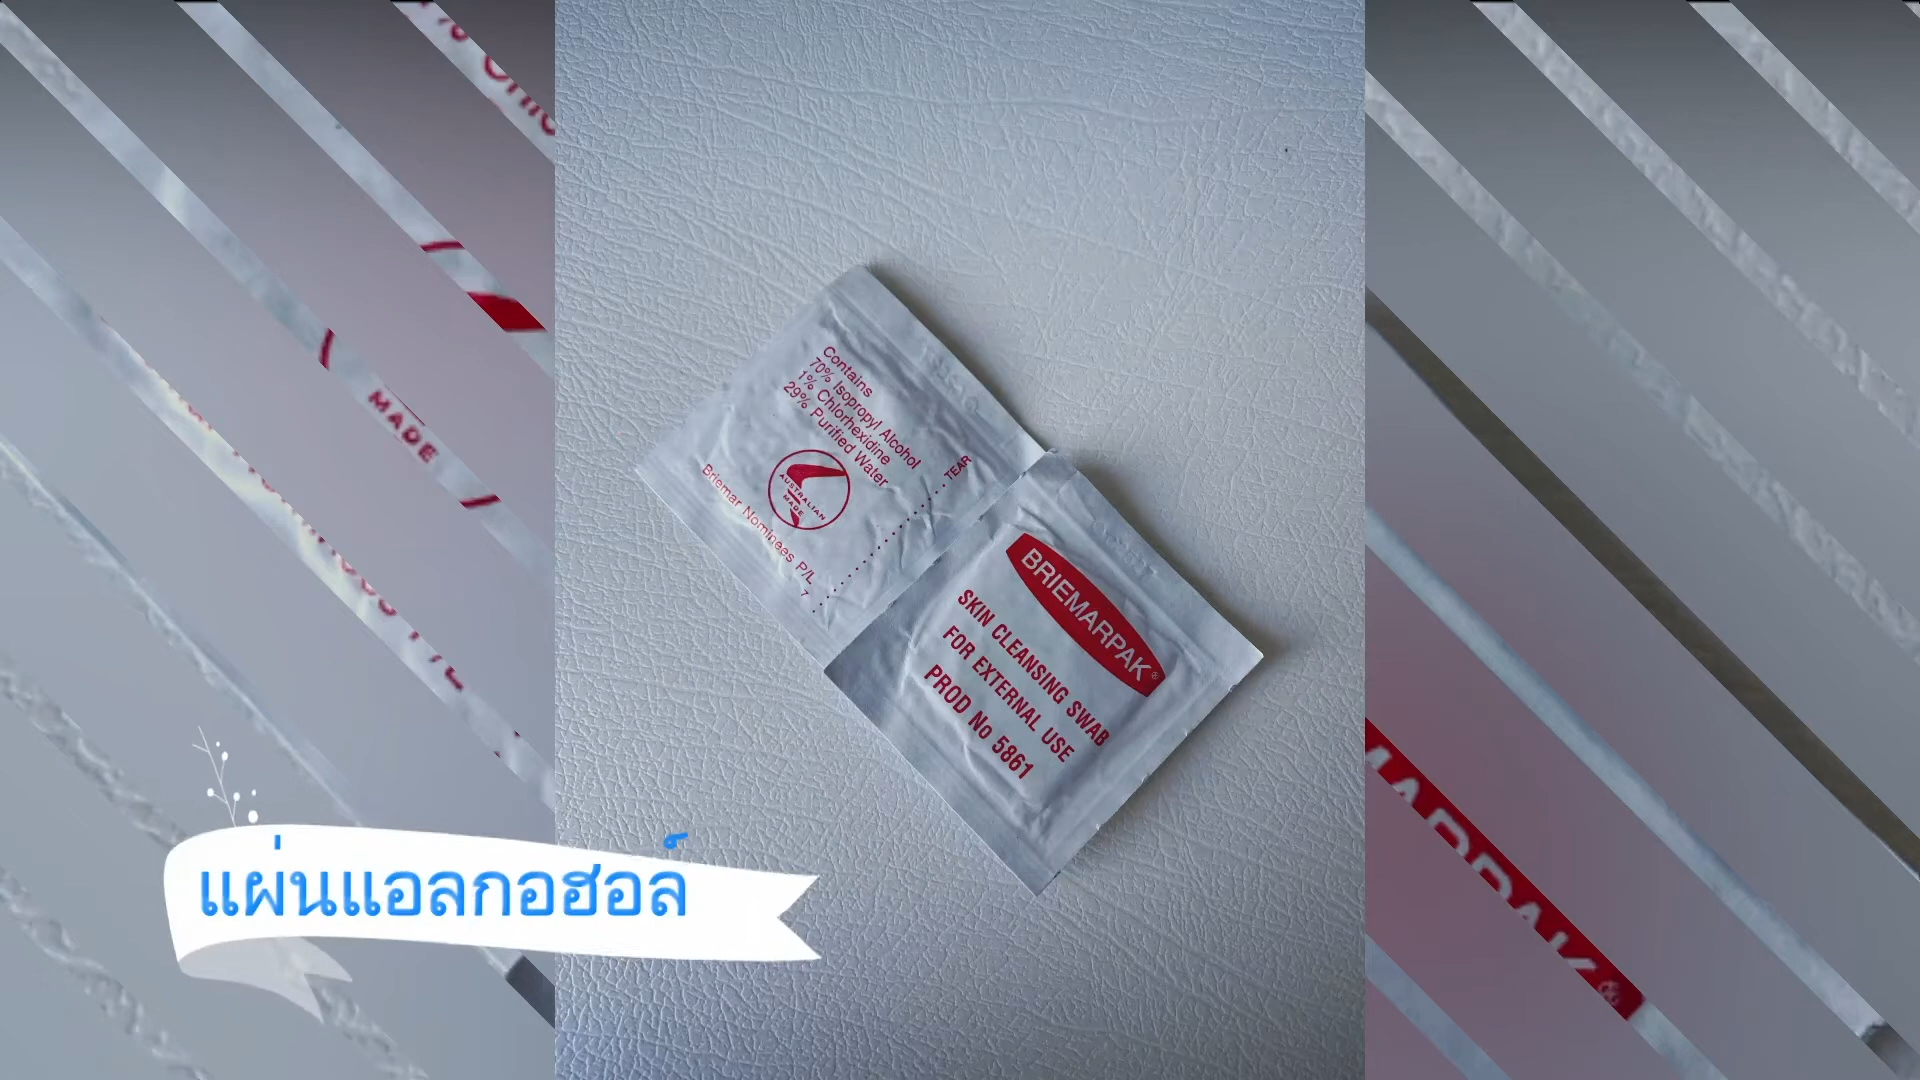 Contains
70% Isopropyl Alcohol
1% Chlorhexidine
29% Purified Water
TEAR
AUSTRALIAN
MADE
Briemar Nominees P/L
7
BRIEMARPAK®
SKIN CLEANSING SWAB
FOR EXTERNAL USE
PROD No 5861
MADE
แผ่นแอลกอฮอล์